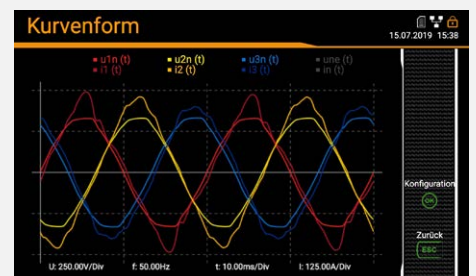 Kurvenform
15.07.2019 15:38
u1n (t) u2n (t) u3n (t) une (t)
i1 (t) i2 (t) i3 (t) in (t)
Konfiguration
OK
Zurück
ESC
U: 250.00V/Div f: 50.00Hz t: 10.00ms/Div I: 125.00A/Div